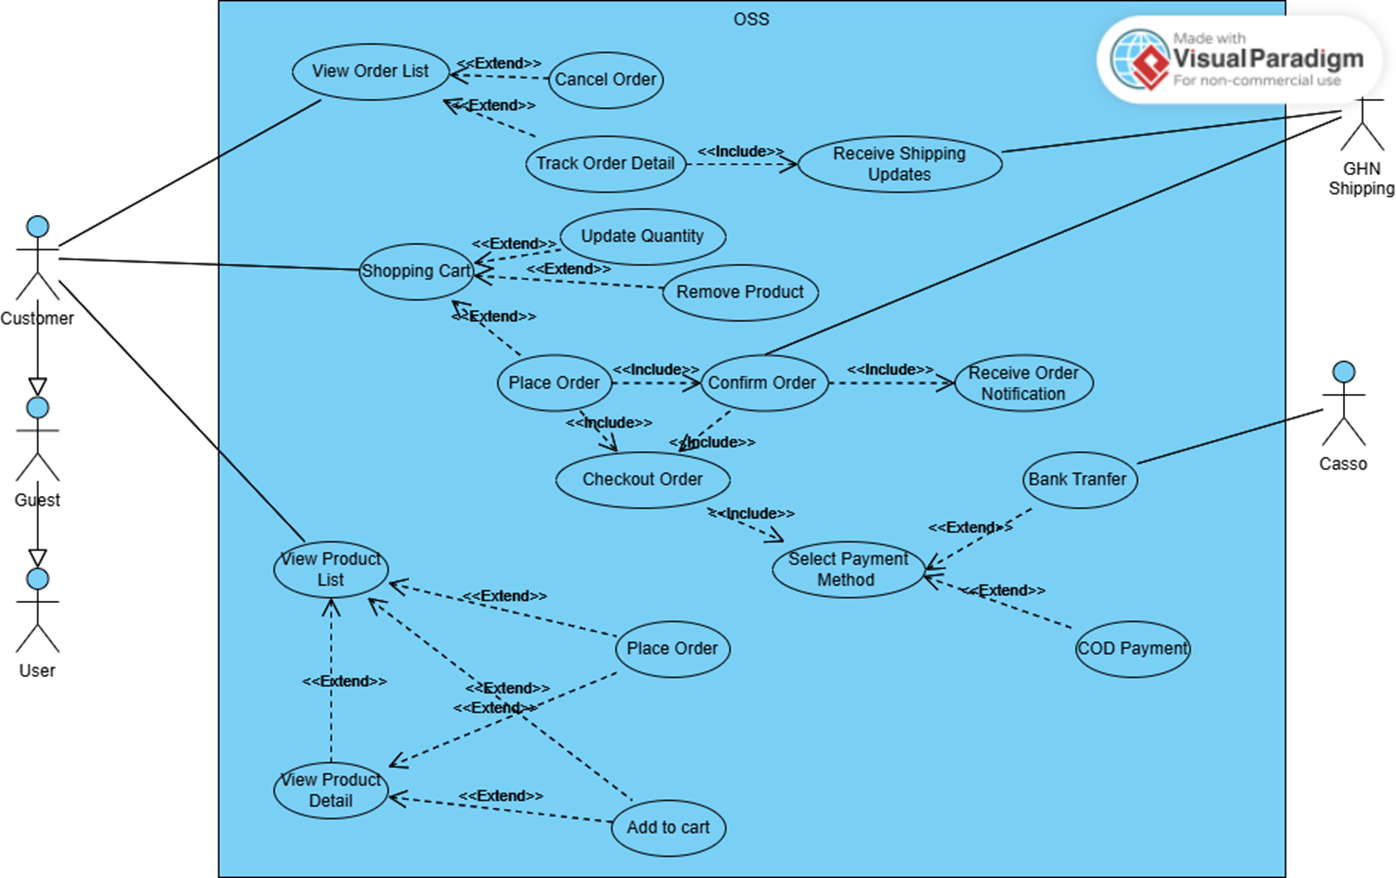 OSS
Made with
VisualParadigm
For non-commercial use
View Order List
<<Extend>>
Cancel Order
<<Extend>>
Track Order Detail
<<Include>>
Receive Shipping
Updates
GHN
Shipping
Customer
Shopping Cart
<<Extend>>
Update Quantity
<<Extend>>
Remove Product
<<Extend>>
Place Order
<<Include>>
Confirm Order
<<Include>>
Receive Order
Notification
<<Include>>
<<Include>>
Checkout Order
Bank Tranfer
Casso
Guest
<<Include>>
<<Extend>>
View Product
List
Select Payment
Method
<<Extend>>
<<Extend>>
Place Order
COD Payment
User
<<Extend>>
<<Extend>>
<<Extend>>
View Product
Detail
<<Extend>>
Add to cart